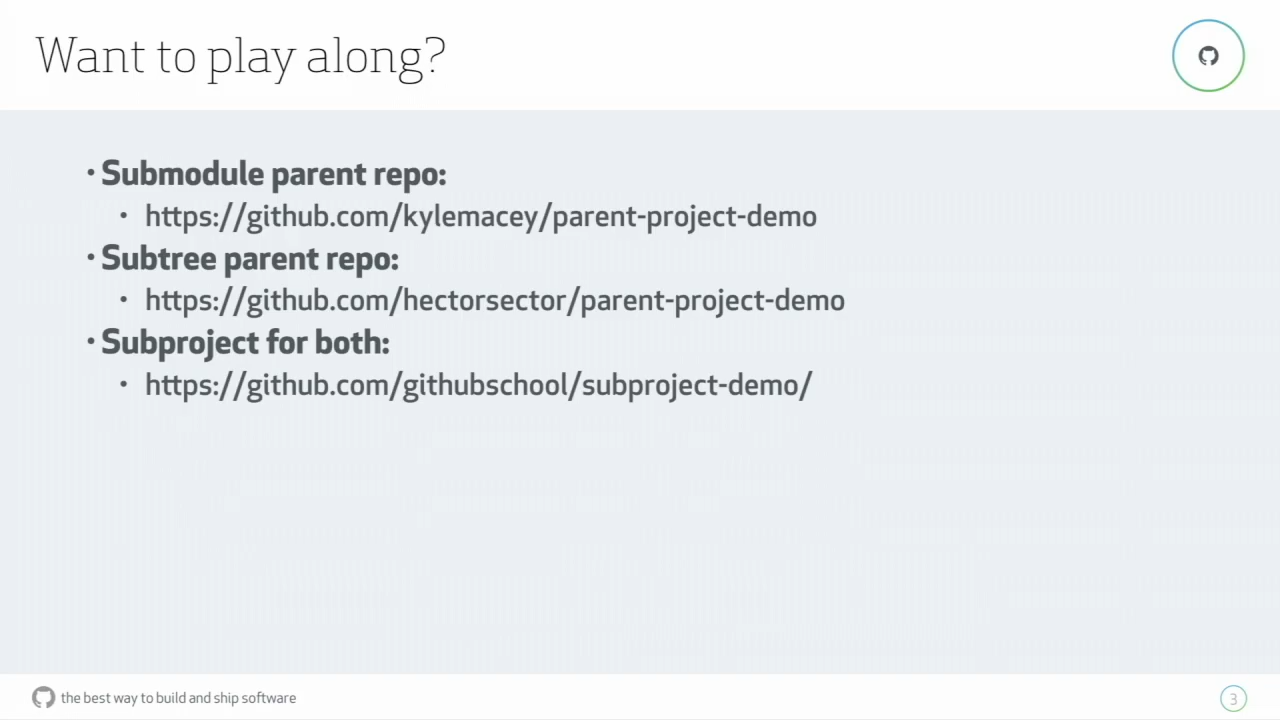 Want to play along?
• Submodule parent repo:
• https://github.com/kylemacey/parent-project-demo
• Subtree parent repo:
• https://github.com/hectorsector/parent-project-demo
• Subproject for both:
• https://github.com/githubschool/subproject-demo/
the best way to build and ship software
3